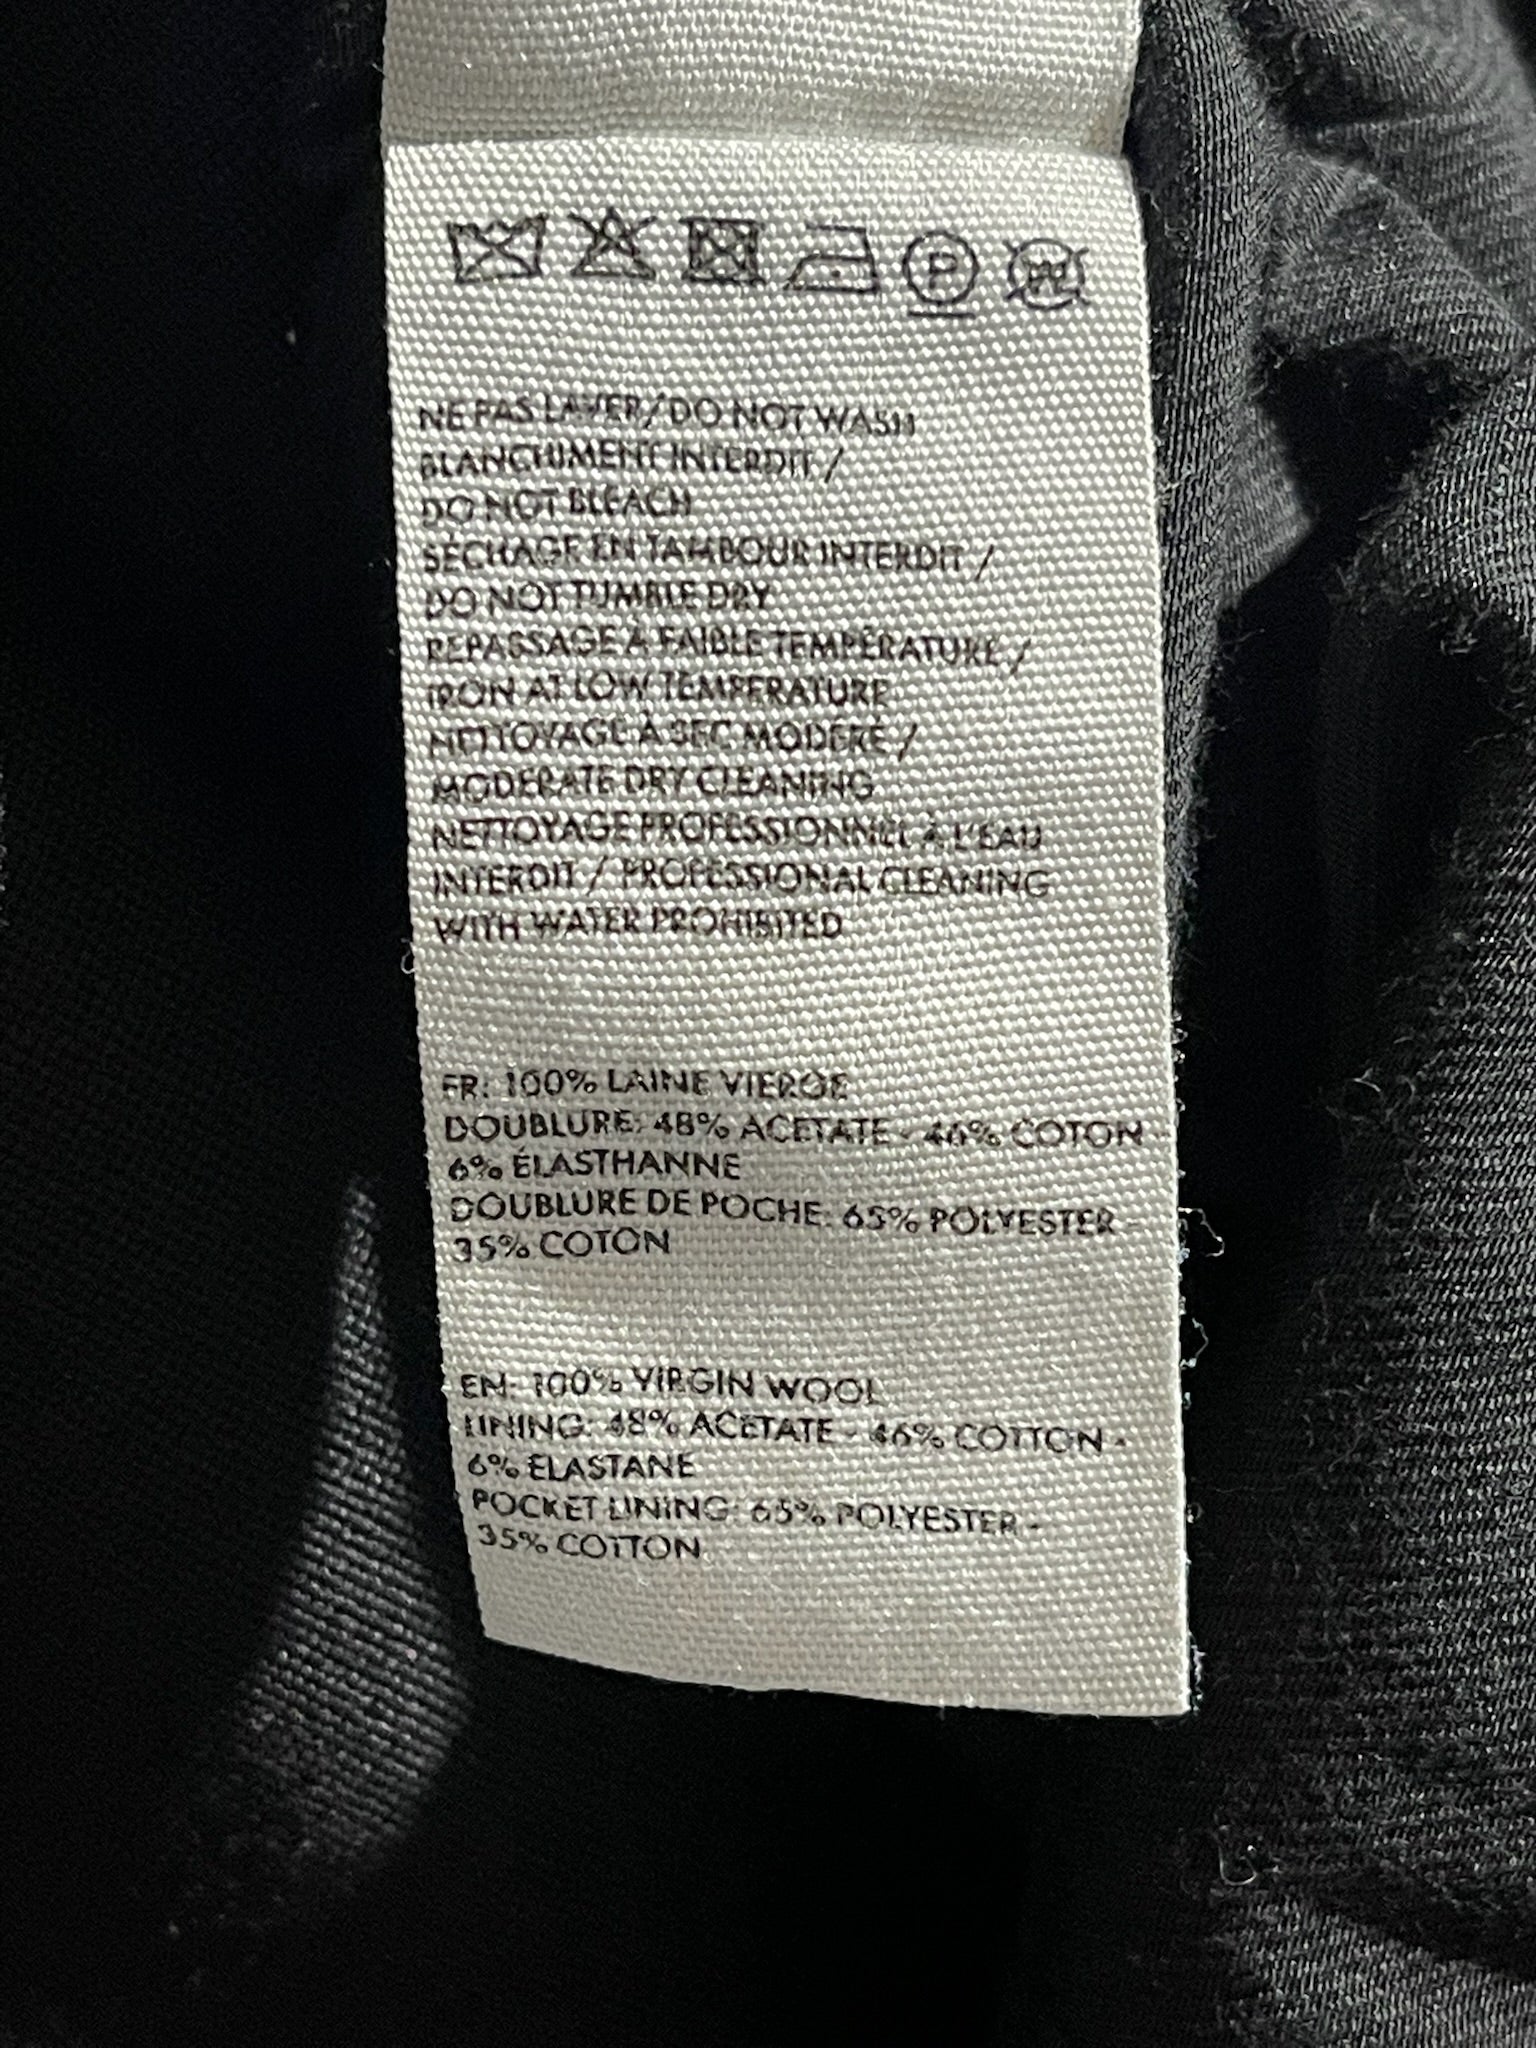 P
NE PAS LAVER / DO NOT WASH
BLANCHIMENT INTERDIT /
DO NOT BLEACH
SÉCHAGE EN TAMBOUR INTERDIT /
DO NOT TUMBLE DRY
REPASSAGE À FAIBLE TEMPÉRATURE /
IRON AT LOW TEMPERATURE
NETTOYAGE À SEC MODÉRÉ /
MODERATE DRY CLEANING
NETTOYAGE PROFESSIONNEL À L'EAU
INTERDIT / PROFESSIONAL CLEANING
WITH WATER PROHIBITED
FR: 100% LAINE VIERGE
DOUBLURE: 48% ACETATE - 46% COTON
6% ÉLASTHANNE
DOUBLURE DE POCHE: 65% POLYESTER -
35% COTON
EN: 100% VIRGIN WOOL
LINING: 48% ACETATE - 46% COTTON -
6% ELASTANE
POCKET LINING: 65% POLYESTER -
35% COTTON